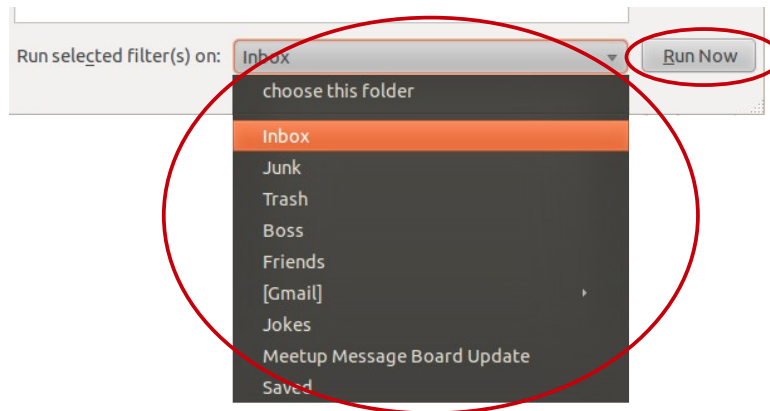 Run selected filter(s) on: Inbox Run Now
choose this folder
Inbox
Junk
Trash
Boss
Friends
[Gmail]
Jokes
Meetup Message Board Update
Saved